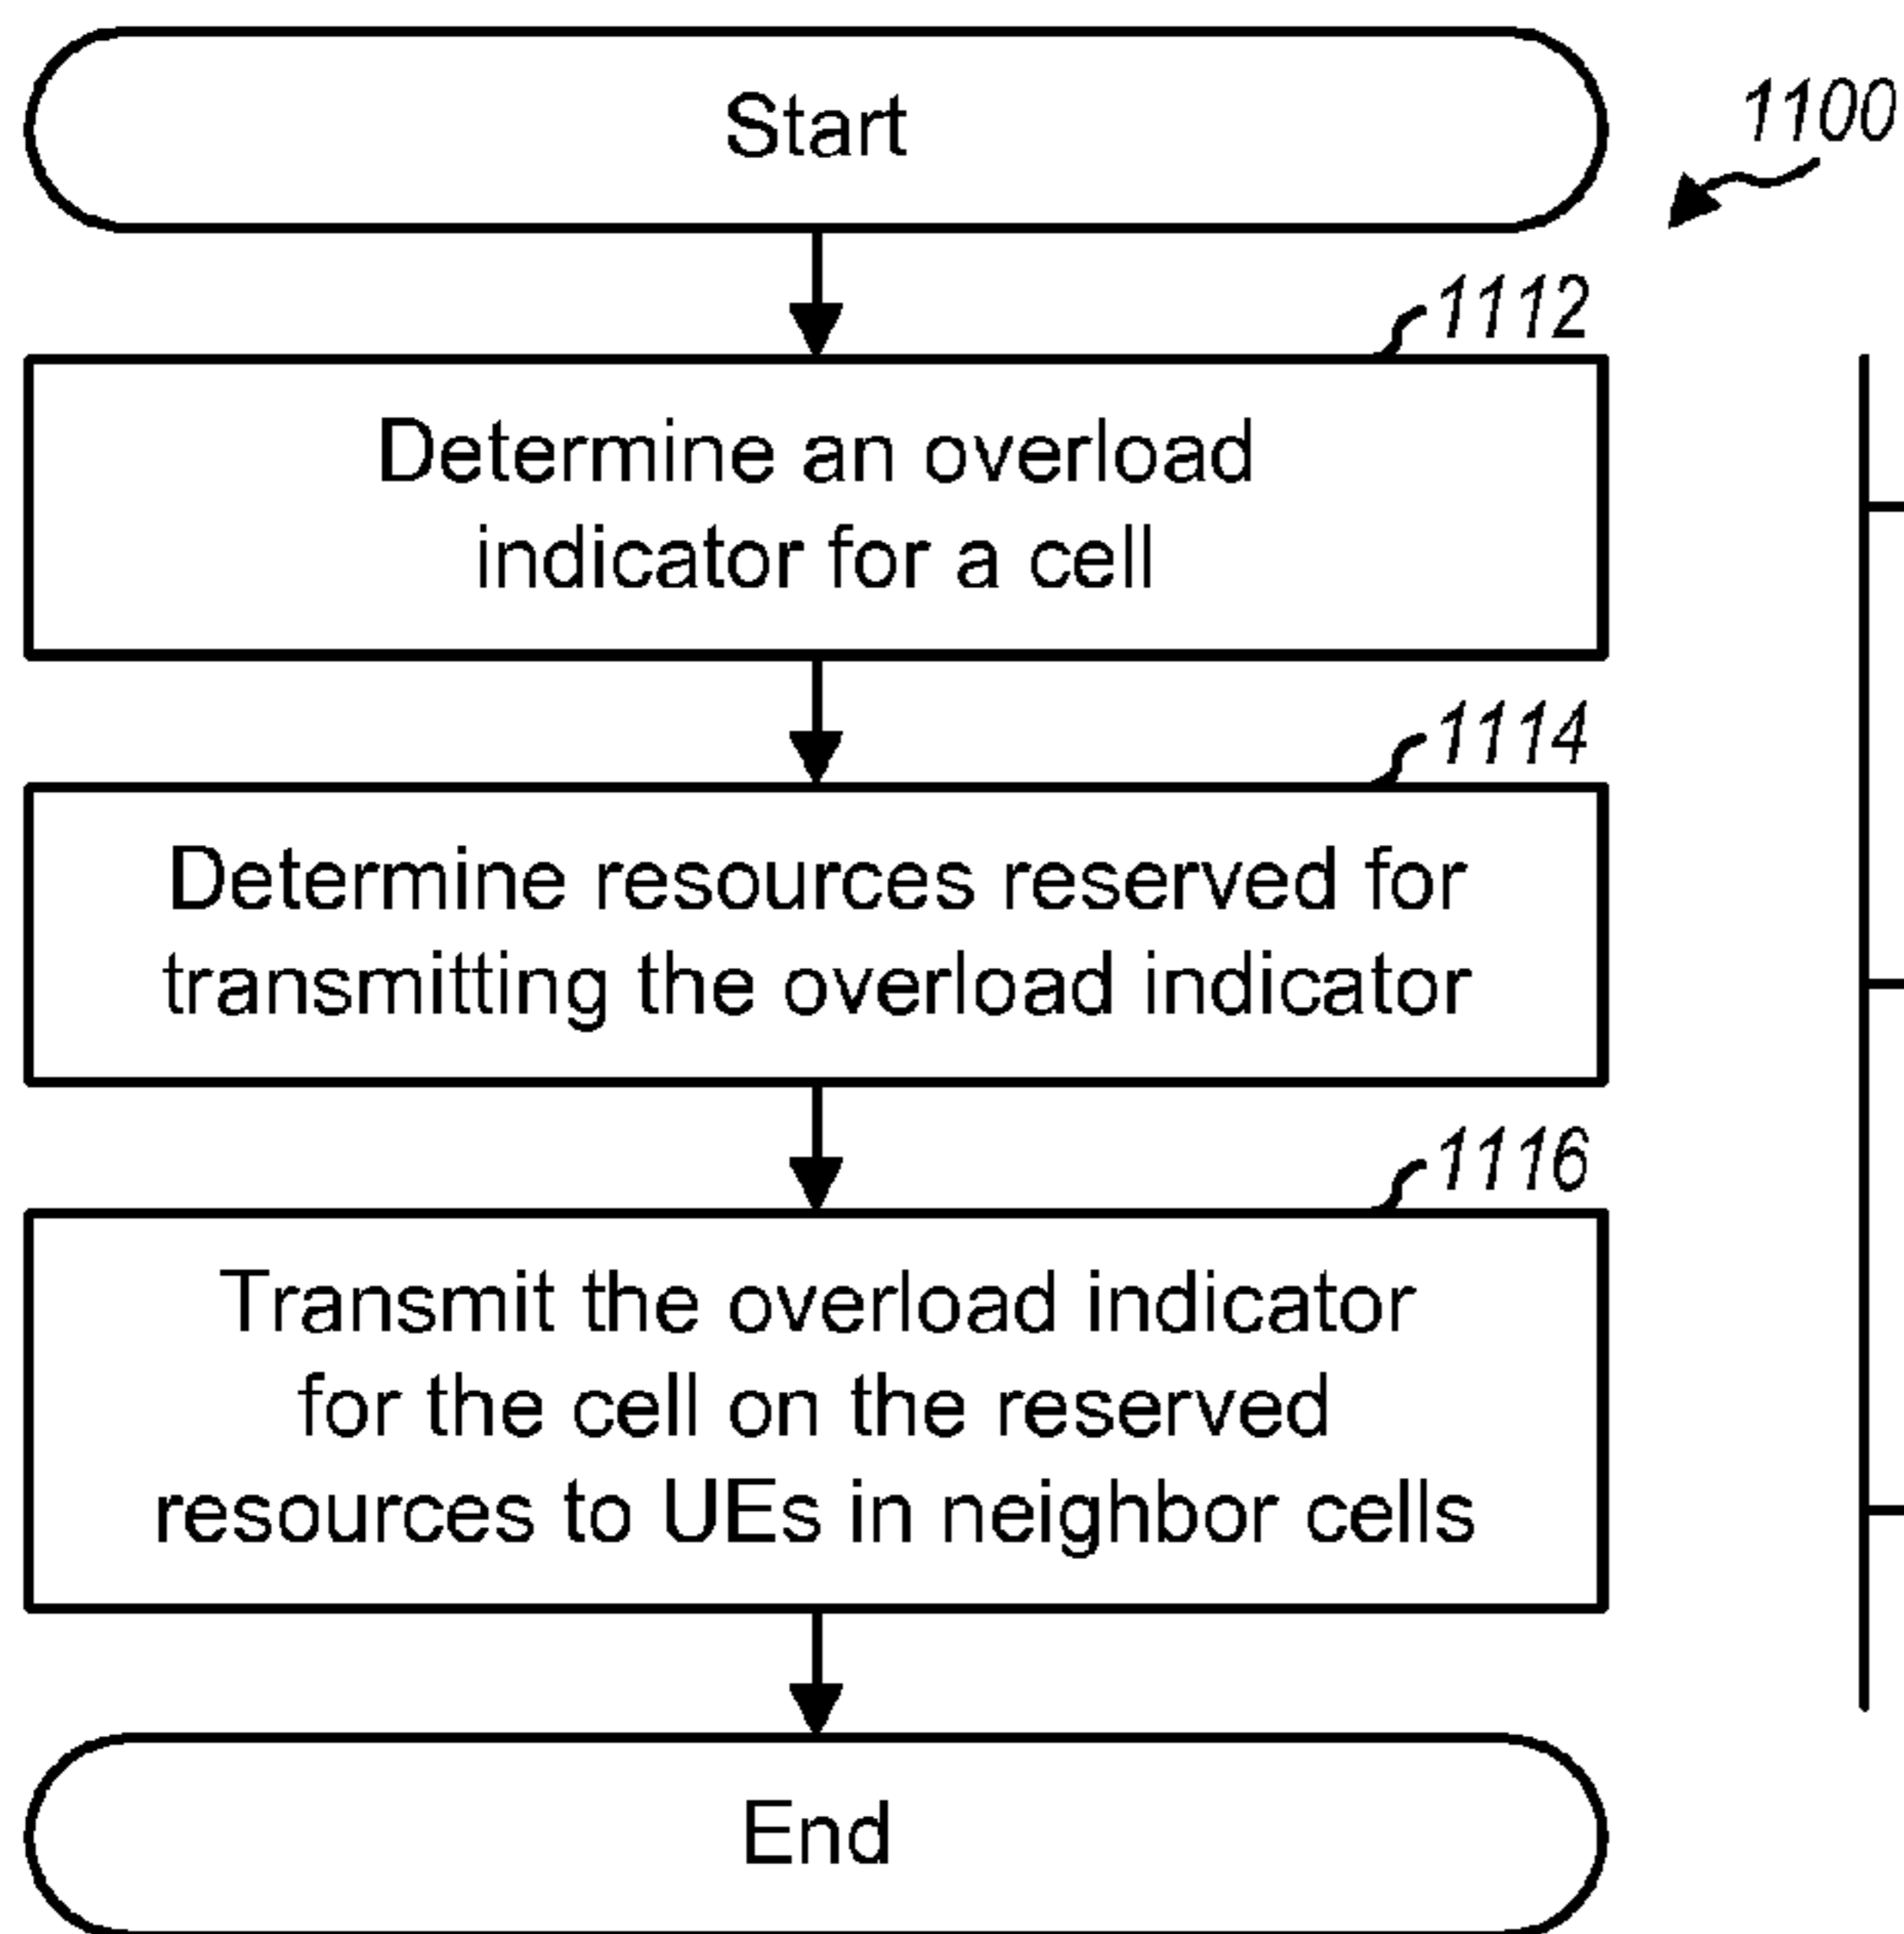 Start
1100
1112
Determine an overload
indicator for a cell
1114
Determine resources reserved for
transmitting the overload indicator
1116
Transmit the overload indicator
for the cell on the reserved
resources to UEs in neighbor cells
End